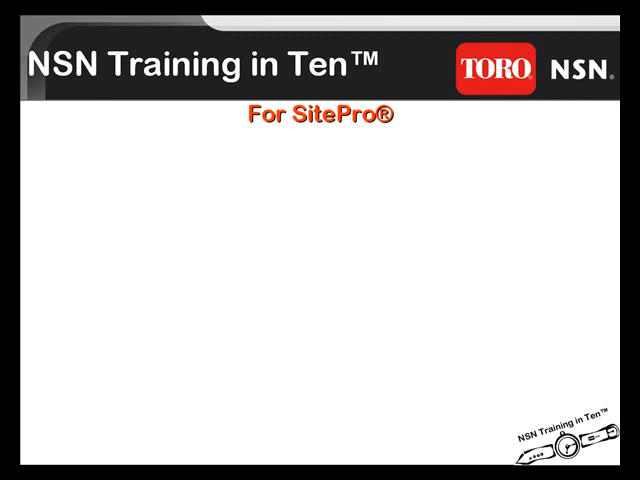 NSN Training in Ten™
TORO® NSN®
For SitePro®
NSN Training in Ten™